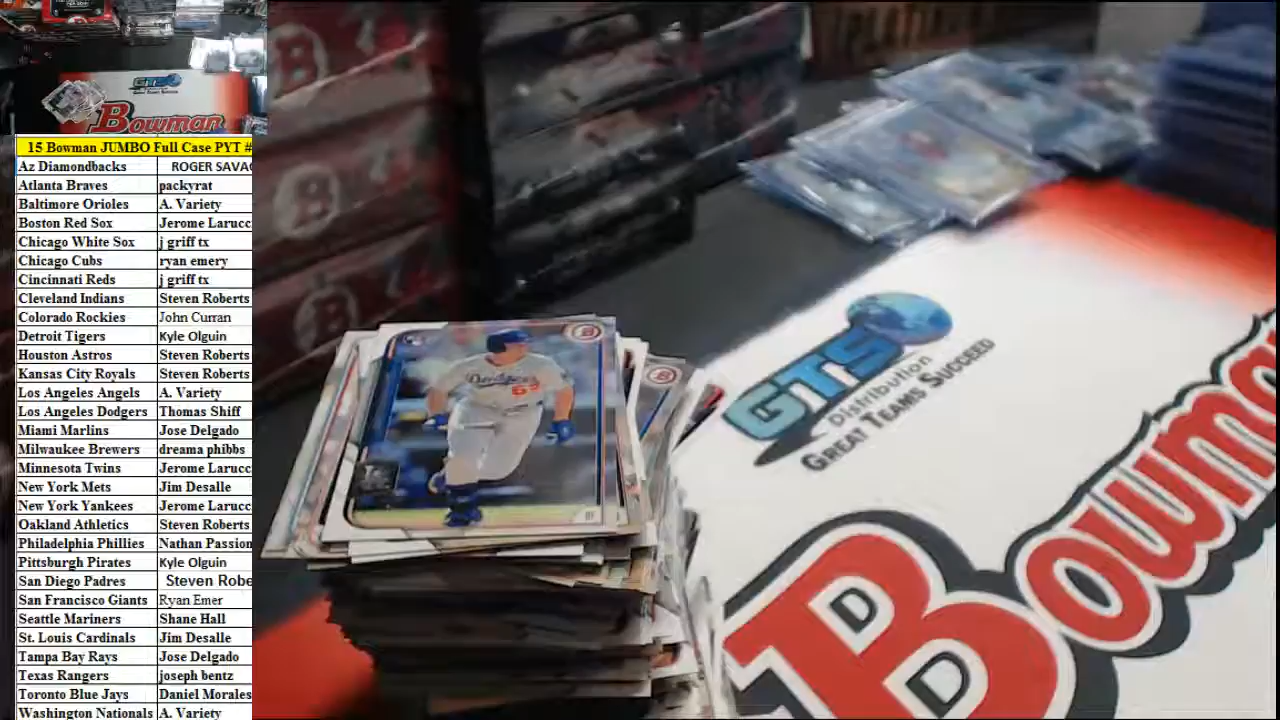 GTS
GREAT TEAMS SUCCEED
Bowman
15 Bowman JUMBO Full Case PYT #
Az Diamondbacks ROGER SAVAG
Atlanta Braves packyrat
Baltimore Orioles A. Variety
Boston Red Sox Jerome Larucc
Chicago White Sox j griff tx
Chicago Cubs ryan emery
Cincinnati Reds j griff tx
Cleveland Indians Steven Roberts
Colorado Rockies John Curran
Detroit Tigers Kyle Olguin
Houston Astros Steven Roberts
Kansas City Royals Steven Roberts
Los Angeles Angels A. Variety
Los Angeles Dodgers Thomas Shiff
Miami Marlins Jose Delgado
Milwaukee Brewers dreama phibbs
Minnesota Twins Jerome Larucc
New York Mets Jim Desalle
New York Yankees Jerome Larucc
Oakland Athletics Steven Roberts
Philadelphia Phillies Nathan Passion
Pittsburgh Pirates Kyle Olguin
San Diego Padres Steven Robe
San Francisco Giants Ryan Emer
Seattle Mariners Shane Hall
St. Louis Cardinals Jim Desalle
Tampa Bay Rays Jose Delgado
Texas Rangers joseph bentz
Toronto Blue Jays Daniel Morales
Washington Nationals A. Variety
B
B
B
B
Dodgers
B
GTS
Distribution
GREAT TEAMS SUCCEED
Bowma